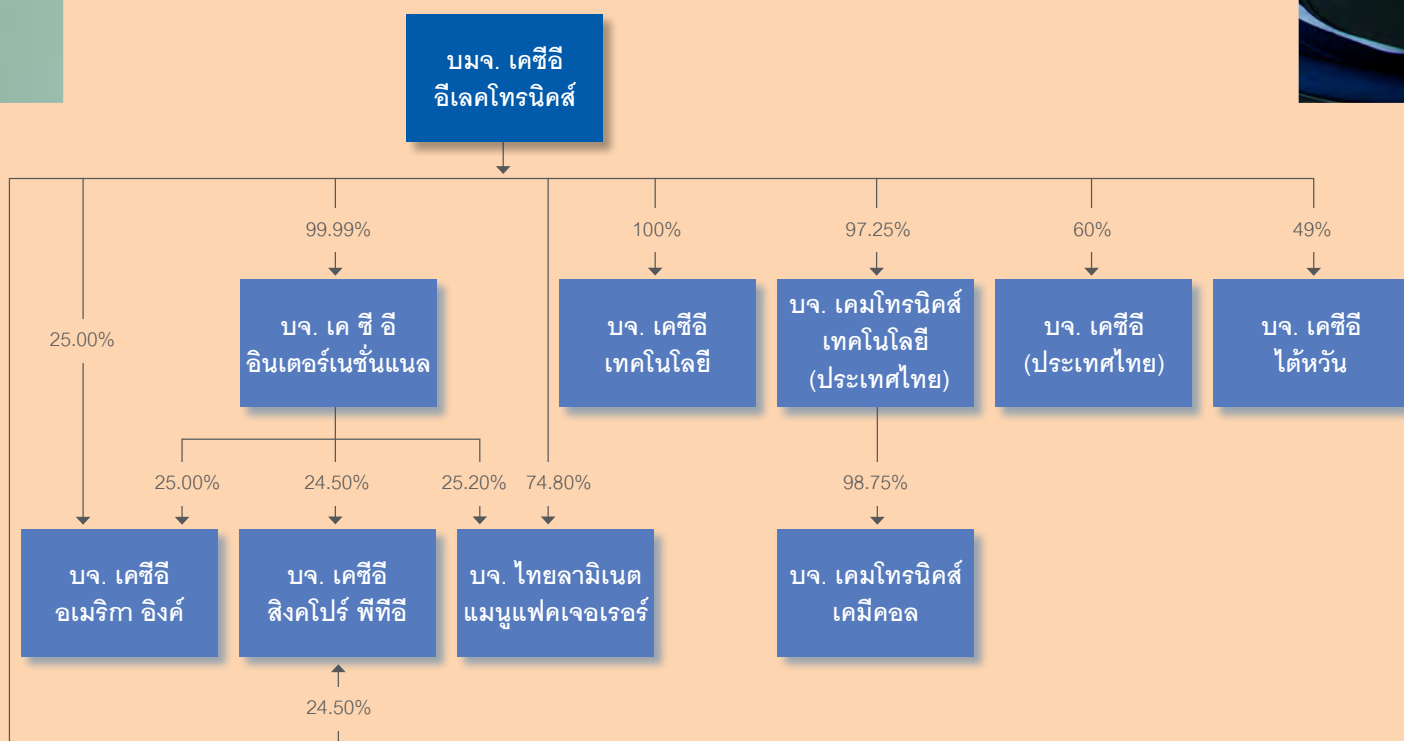 บมจ. เคซีอี
อีเลคโทรนิคส์
99.99%
100%
97.25%
60%
49%
25.00%
บจ. เค ซี อี
อินเตอร์เนชั่นแนล
บจ. เคซีอี
เทคโนโลยี
บจ. เคมโทรนิคส์
เทคโนโลยี
(ประเทศไทย)
บจ. เคซีอี
(ประเทศไทย)
บจ. เคซีอี
ไต้หวัน
25.00%
24.50%
25.20%
74.80%
98.75%
บจ. เคซีอี
อเมริกา อิงค์
บจ. เคซีอี
สิงคโปร์ พีทีอี
บจ. ไทยลามิเนต
แมนูแฟคเจอเรอร์
บจ. เคมโทรนิคส์
เคมีคอล
24.50%